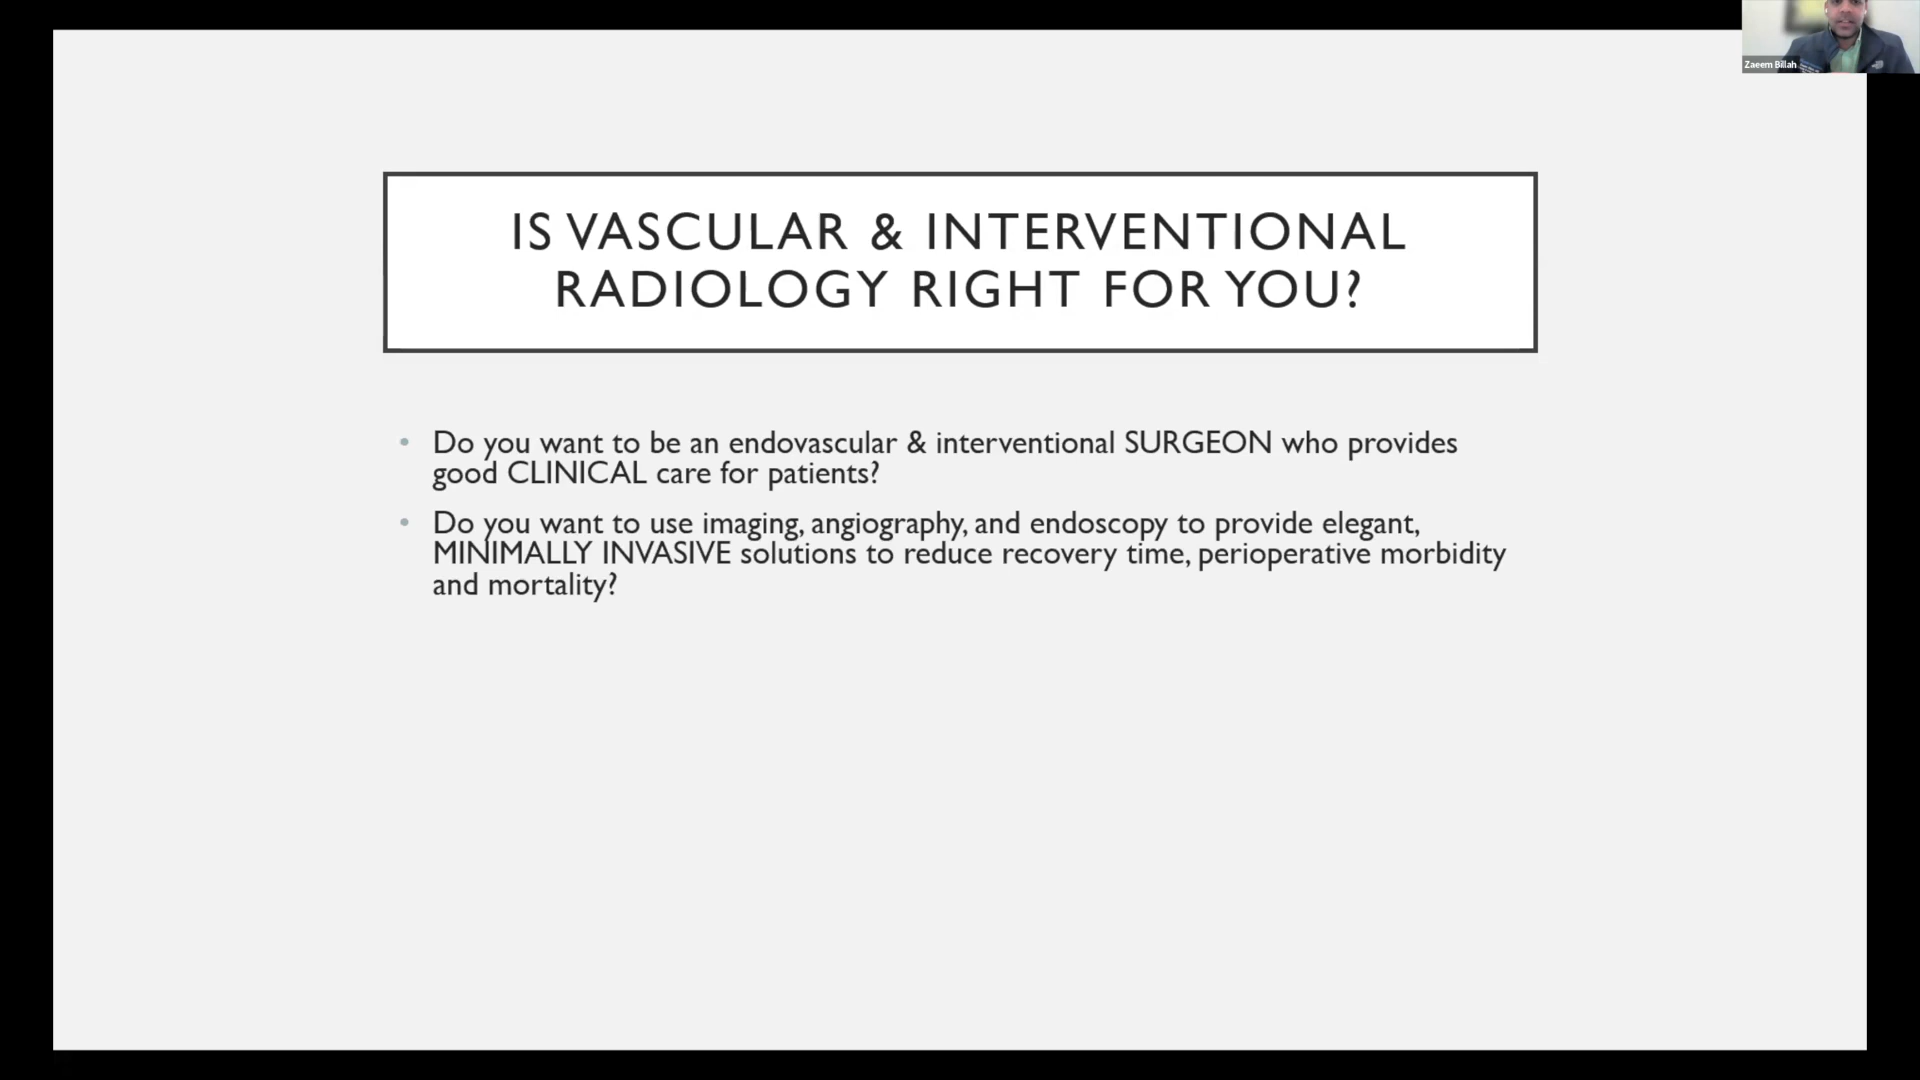 Zaeem Billah
IS VASCULAR & INTERVENTIONAL
RADIOLOGY RIGHT FOR YOU?
• Do you want to be an endovascular & interventional SURGEON who provides
good CLINICAL care for patients?
• Do you want to use imaging, angiography, and endoscopy to provide elegant,
MINIMALLY INVASIVE solutions to reduce recovery time, perioperative morbidity
and mortality?